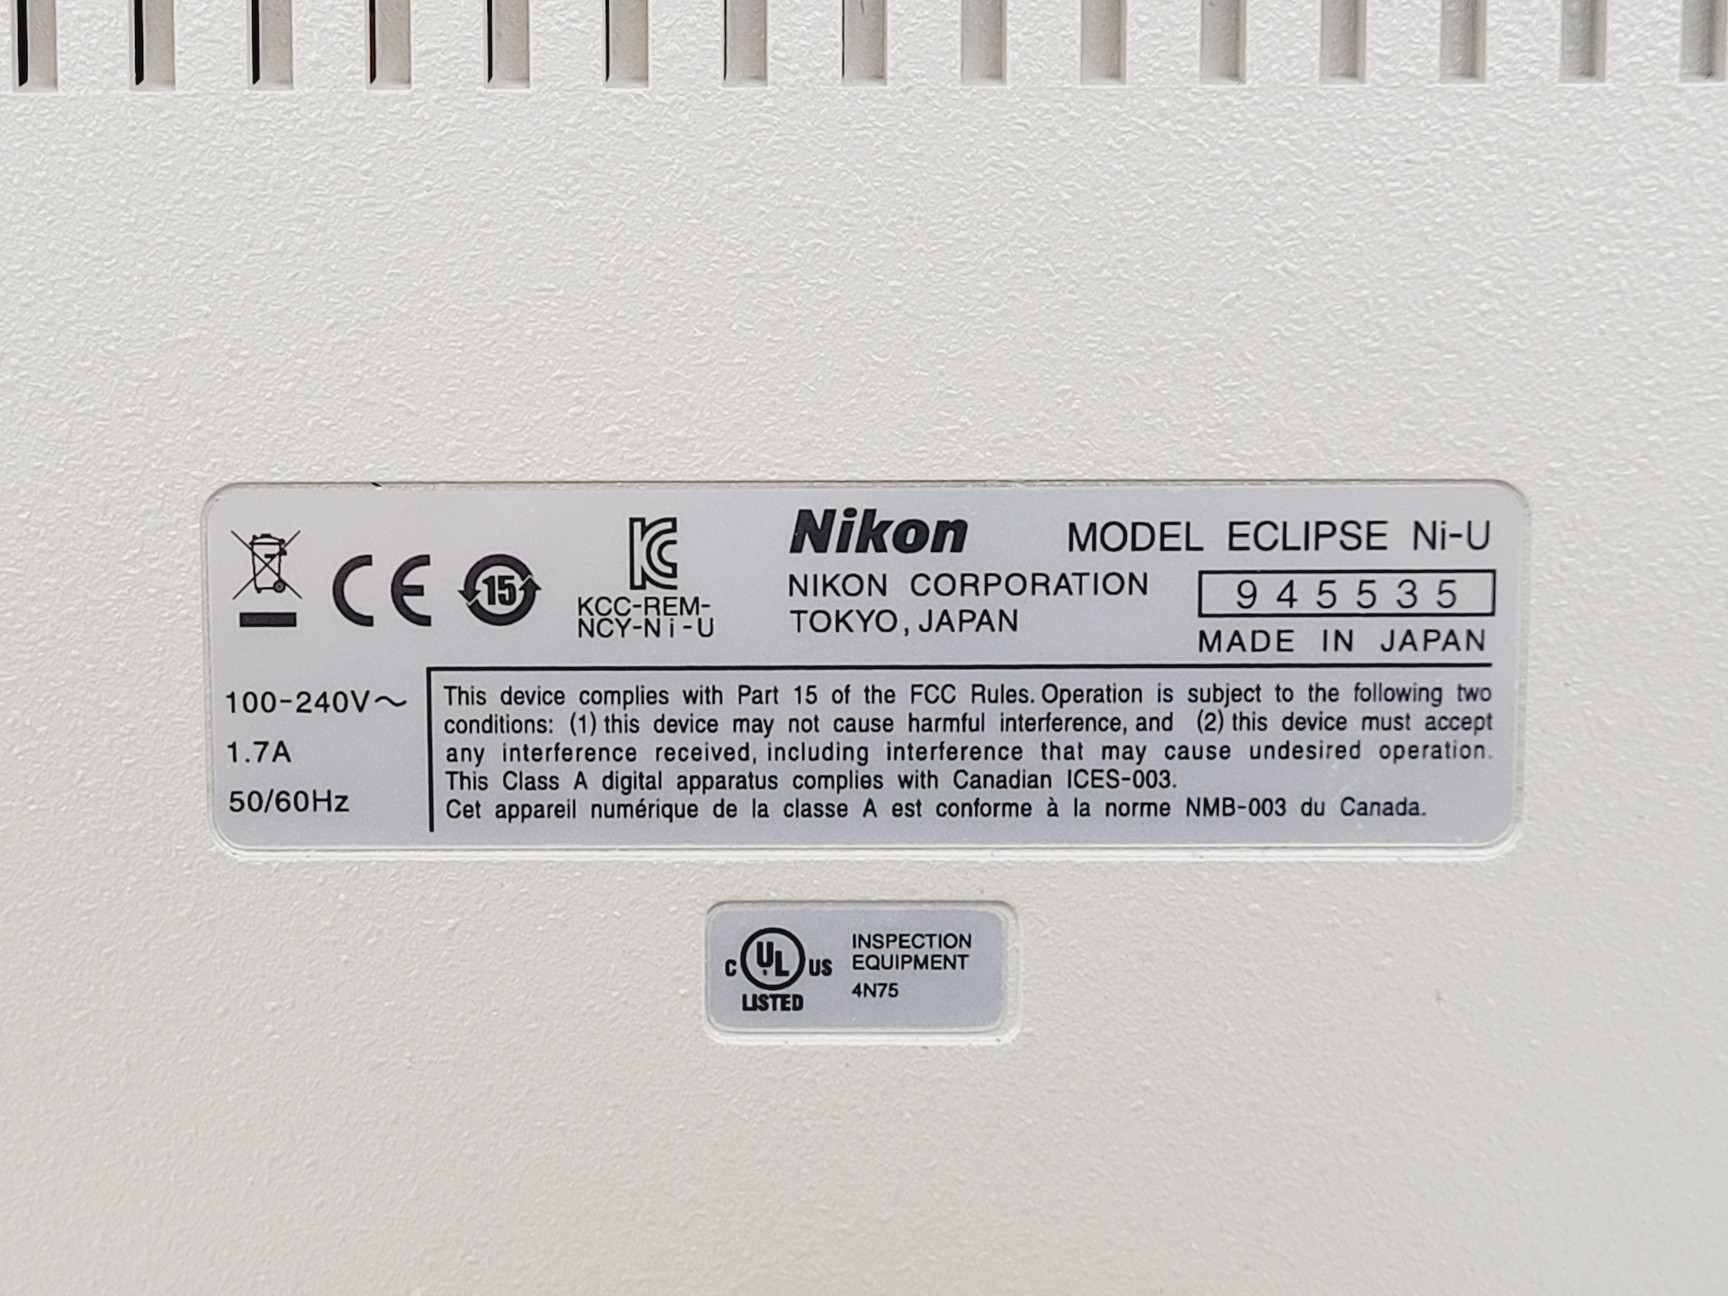 CE
15
KC
KCC-REM-
NCY-Ni-U
Nikon
NIKON CORPORATION
TOKYO, JAPAN
MODEL ECLIPSE Ni-U
945535
MADE IN JAPAN
100-240V～
1.7A
50/60Hz
This device complies with Part 15 of the FCC Rules. Operation is subject to the following two
conditions: (1) this device may not cause harmful interference, and (2) this device must accept
any interference received, including interference that may cause undesired operation.
This Class A digital apparatus complies with Canadian ICES-003.
Cet appareil numérique de la classe A est conforme à la norme NMB-003 du Canada.
C UL US
LISTED
INSPECTION
EQUIPMENT
4N75